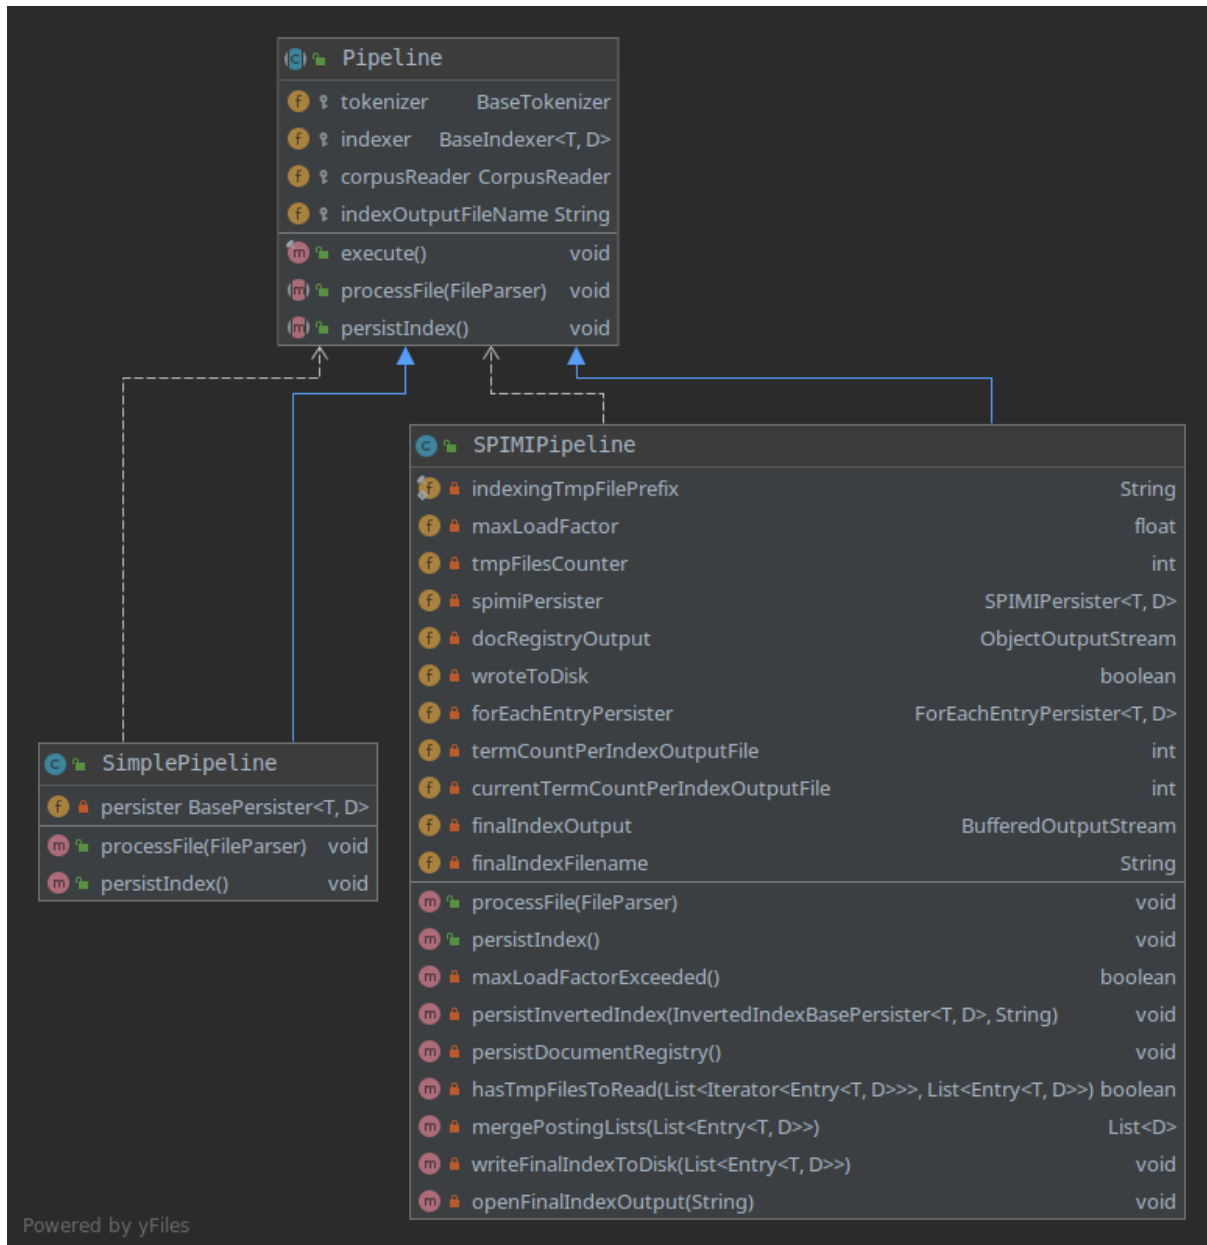 Pipeline
tokenizer BaseTokenizer
indexer BaseIndexer<T, D>
corpusReader CorpusReader
indexOutputFileName String
execute() void
processFile(FileParser) void
persistIndex() void
SPIMIPipeline
indexingTmpFilePrefix String
maxLoadFactor float
tmpFilesCounter int
spimiPersister SPIMIPersister<T, D>
docRegistryOutput ObjectOutputStream
wroteToDisk boolean
forEachEntryPersister ForEachEntryPersister<T, D>
termCountPerIndexOutputFile int
currentTermCountPerIndexOutputFile int
finalIndexOutput BufferedOutputStream
finalIndexFilename String
processFile(FileParser) void
persistIndex() void
maxLoadFactorExceeded() boolean
persistInvertedIndex(InvertedIndexBasePersister<T, D>, String) void
persistDocumentRegistry() void
hasTmpFilesToRead(List<Iterator<Entry<T, D>>>, List<Entry<T, D>>) boolean
mergePostingLists(List<Entry<T, D>>) List<D>
writeFinalIndexToDisk(List<Entry<T, D>>) void
openFinalIndexOutput(String) void
SimplePipeline
persister BasePersister<T, D>
processFile(FileParser) void
persistIndex() void
Powered by yFiles